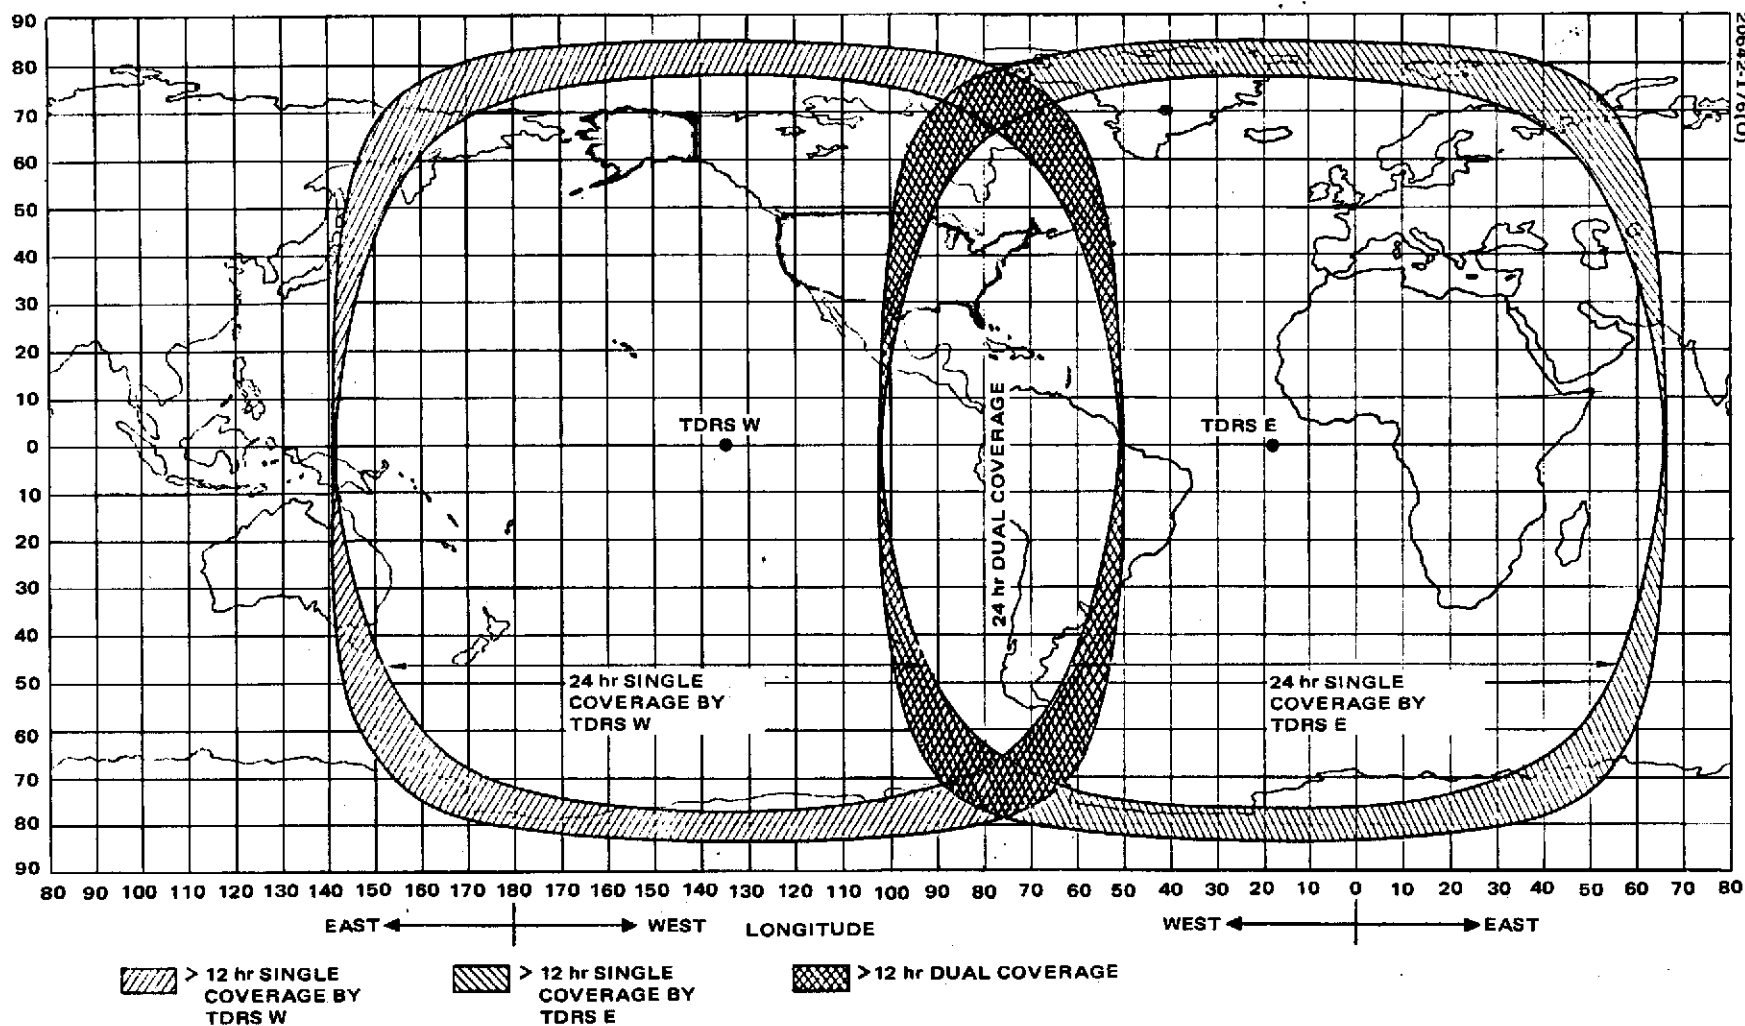 20642-176(U)
90
80
70
60
50
40
30
20
10
0
10
20
30
40
50
60
70
80
90
TDRS W
TDRS E
24 hr DUAL COVERAGE
24 hr SINGLE
COVERAGE BY
TDRS W
24 hr SINGLE
COVERAGE BY
TDRS E
80 90 100 110 120 130 140 150 160 170 180 170 160 150 140 130 120 110 100 90 80 70 60 50 40 30 20 10 0 10 20 30 40 50 60 70 80
EAST WEST LONGITUDE WEST EAST
> 12 hr SINGLE
COVERAGE BY
TDRS W
> 12 hr SINGLE
COVERAGE BY
TDRS E
>12 hr DUAL COVERAGE